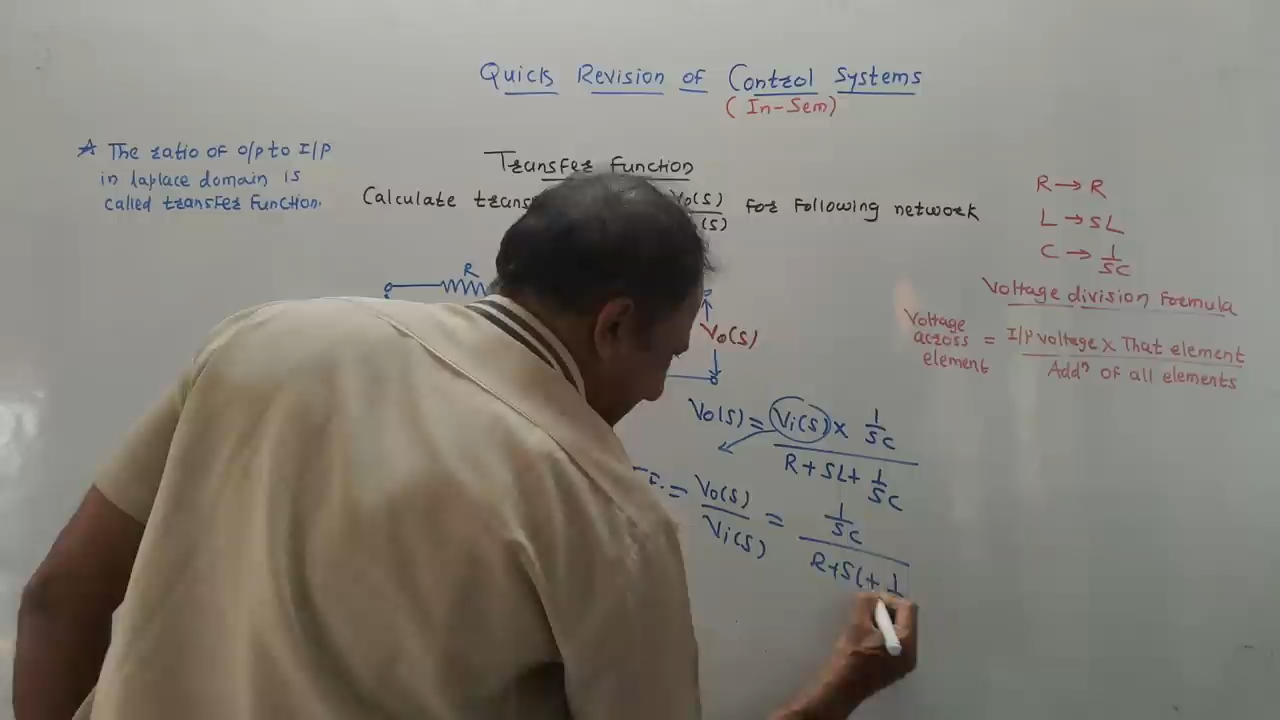 Quick Revision of Control Systems
(In-Sem)
* The ratio of O/P to I/P
in laplace domain is
called transfer function.
Transfer Function
Calculate trans Vo(s) for following network
(s)
R
Vo(s)
R → R
L → sL
C → 1/sC
Voltage division Formula
Voltage across element = I/P voltage x That element / Addn of all elements
Vo(s) = Vi(s) x 1/sC / R + sL + 1/sC
F. = Vo(s)/Vi(s) = 1/sC / R + sL + 1